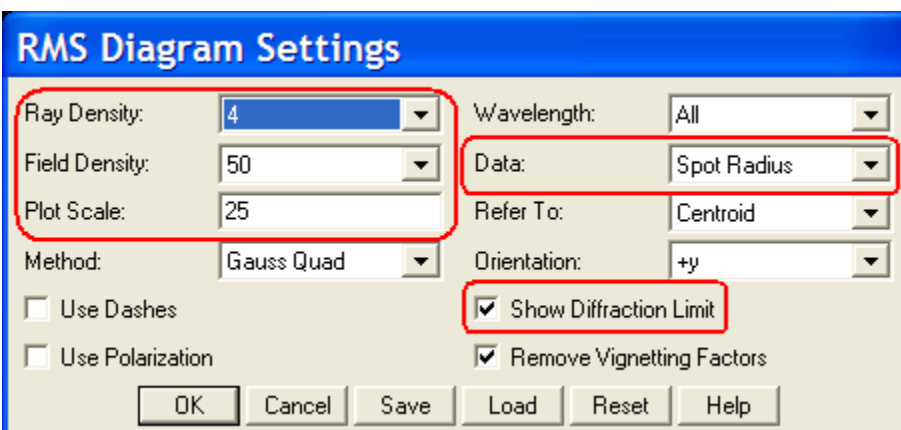 RMS Diagram Settings
Ray Density: 4 Wavelength: All
Field Density: 50 Data: Spot Radius
Plot Scale: 25 Refer To: Centroid
Method: Gauss Quad Orientation: +y
Use Dashes Show Diffraction Limit
Use Polarization Remove Vignetting Factors
OK Cancel Save Load Reset Help